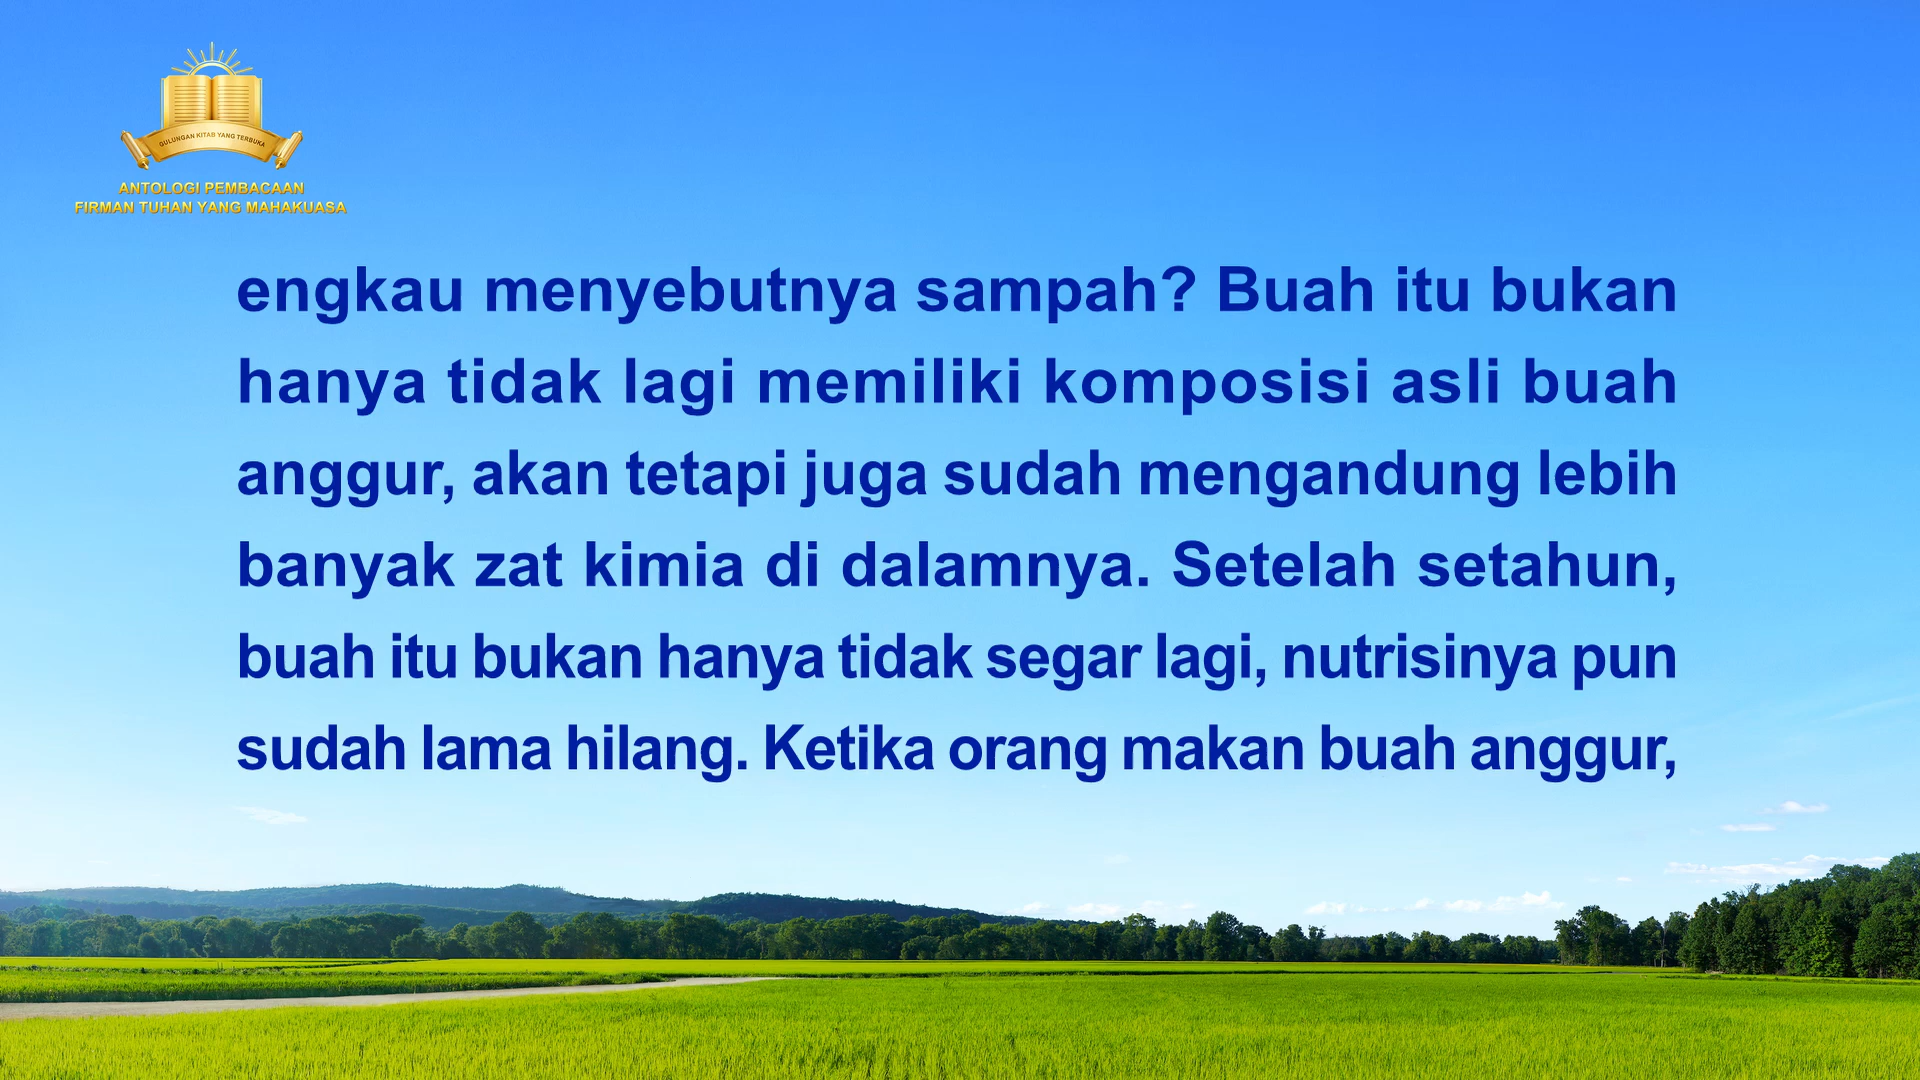 GULUNGAN KITAB YANG TERBUKA
ANTOLOGI PEMBACAAN
FIRMAN TUHAN YANG MAHAKUASA
engkau menyebutnya sampah? Buah itu bukan
hanya tidak lagi memiliki komposisi asli buah
anggur, akan tetapi juga sudah mengandung lebih
banyak zat kimia di dalamnya. Setelah setahun,
buah itu bukan hanya tidak segar lagi, nutrisinya pun
sudah lama hilang. Ketika orang makan buah anggur,